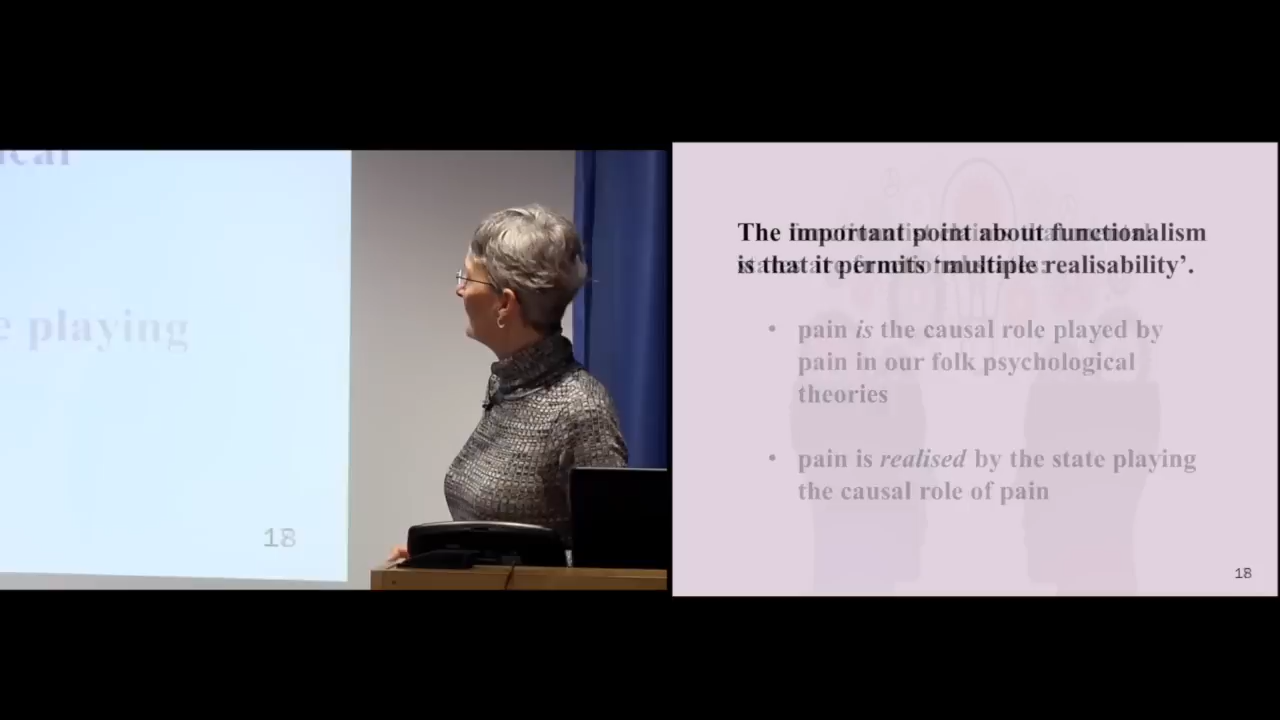 ical
e playing
18
The important point about functionalism
is that it permits ‘multiple realisability’.
• pain is the causal role played by
pain in our folk psychological
theories
• pain is realised by the state playing
the causal role of pain
18